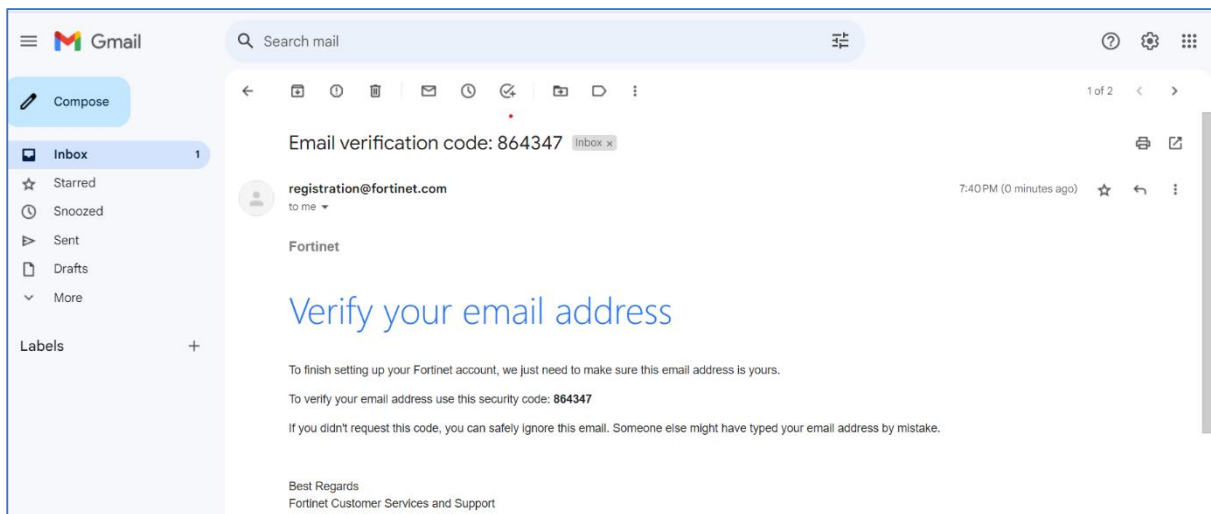 Gmail
Search mail
Compose
1 of 2
Email verification code: 864347 Inbox x
Inbox 1
Starred
registration@fortinet.com 7:40 PM (0 minutes ago)
to me
Snoozed
Sent
Drafts
More
Labels
Fortinet
Verify your email address
To finish setting up your Fortinet account, we just need to make sure this email address is yours.
To verify your email address use this security code: 864347
If you didn't request this code, you can safely ignore this email. Someone else might have typed your email address by mistake.
Best Regards
Fortinet Customer Services and Support